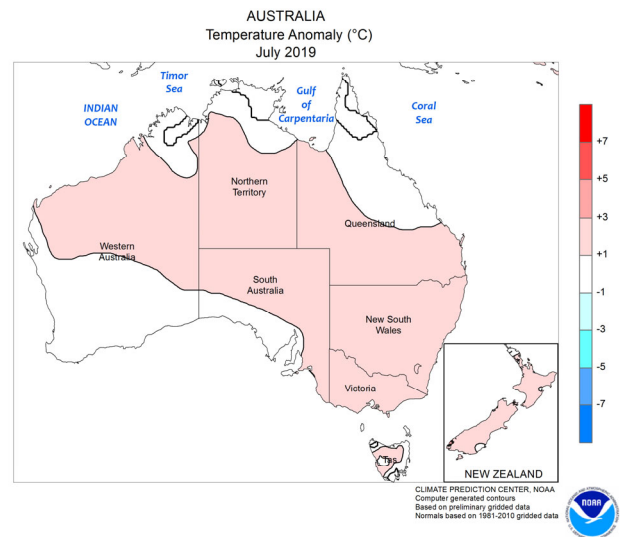 AUSTRALIA
Temperature Anomaly (°C)
July 2019
Timor
Sea
Gulf
of
Carpentaria
INDIAN
OCEAN
Coral
Sea
Northern
Territory
Queensland
Western
Australia
South
Australia
New South
Wales
Victoria
Tas
+7
+5
+3
+1
-1
-3
-5
-7
NEW ZEALAND
CLIMATE PREDICTION CENTER, NOAA
Computer generated contours
Based on preliminary gridded data
Normals based on 1981-2010 gridded data
NOAA